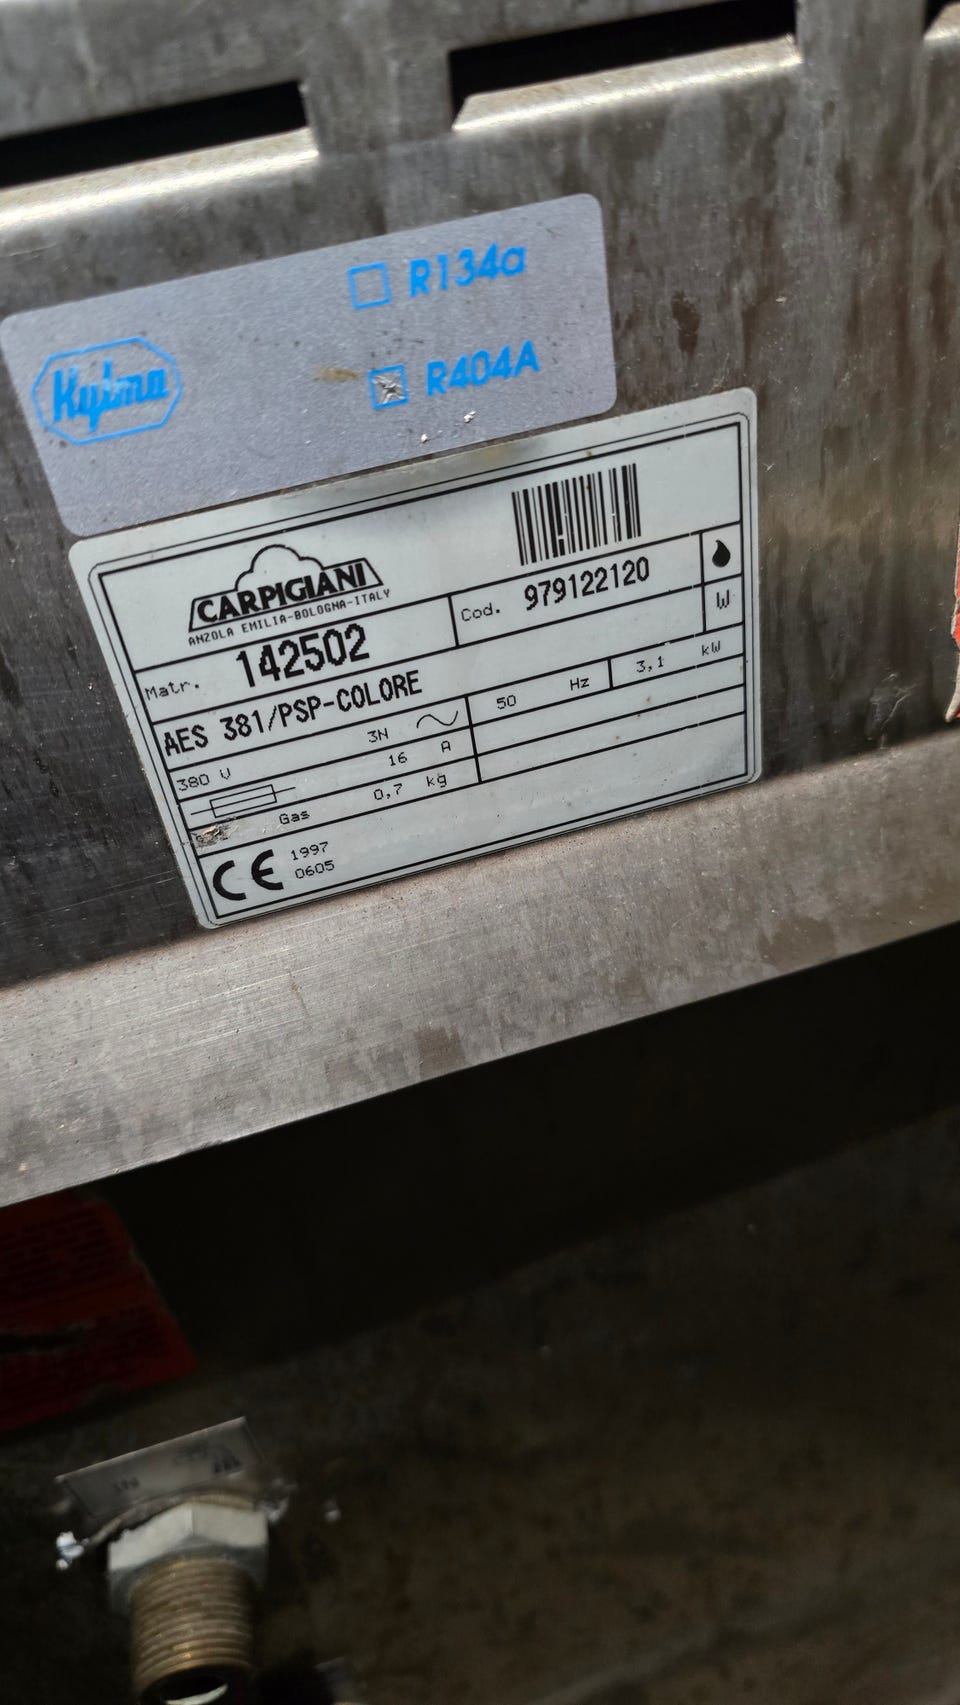 R134a
Kylma
R404A
CARPIGIANI
ANZOLA EMILIA-BOLOGNA-ITALY
Cod. 979122120
Matr. 142502
W
AES 381/PSP-COLORE
380 V 3N 50 Hz 3,1 kW
16 A
Gas 0,7 kg
CE 1997
0605